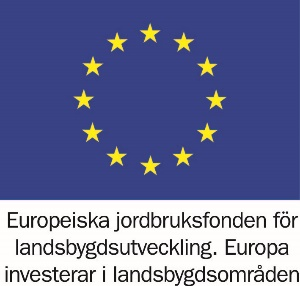 Europeiska jordbruksfonden för
landsbygdsutveckling. Europa
investerar i landsbygdsområden